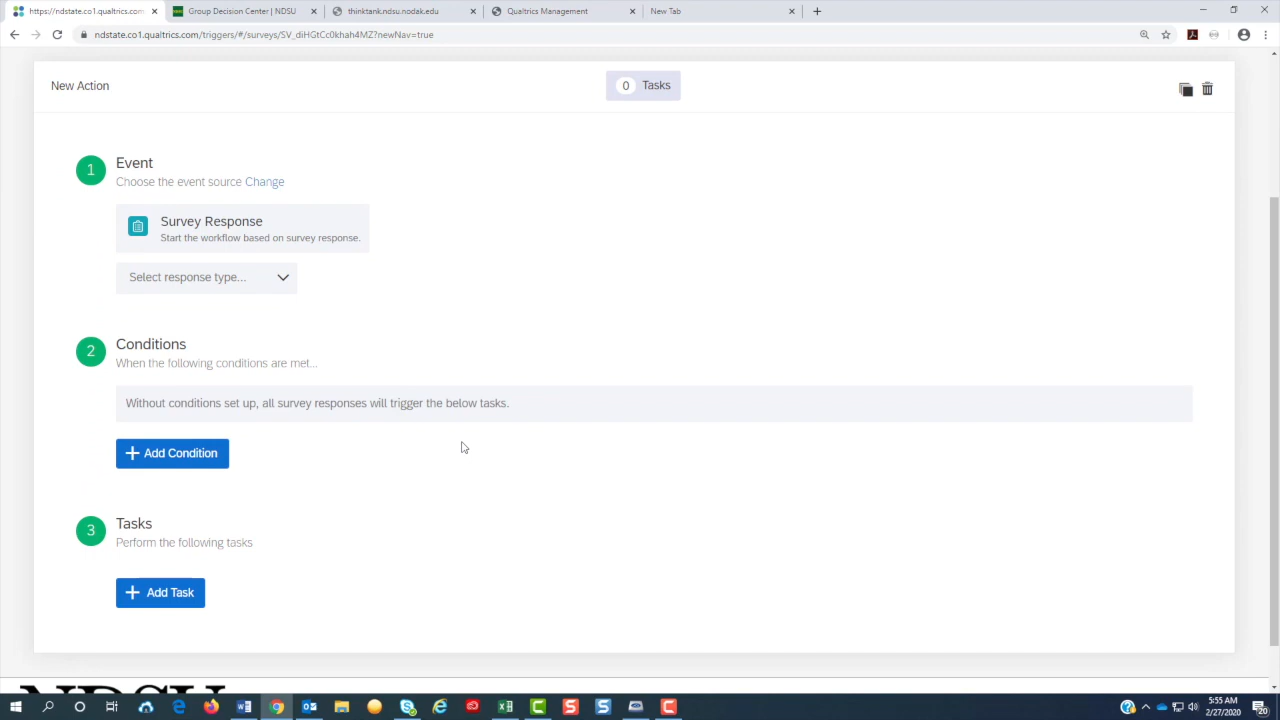 https://ndstate.co1.qualtrics.com
Group Decision Center | NDSU
thinktank.ndsu.nodak.edu
Qualtrics Management
New Tab
ndstate.co1.qualtrics.com/triggers/#/surveys/SV_diHGtCc0khah4MZ?newNav=true
New Action
0 Tasks
1
Event
Choose the event source Change
Survey Response
Start the workflow based on survey response.
Select response type...
2
Conditions
When the following conditions are met...
Without conditions set up, all survey responses will trigger the below tasks.
+ Add Condition
3
Tasks
Perform the following tasks
+ Add Task
NDSU
5:55 AM
2/27/2020
20